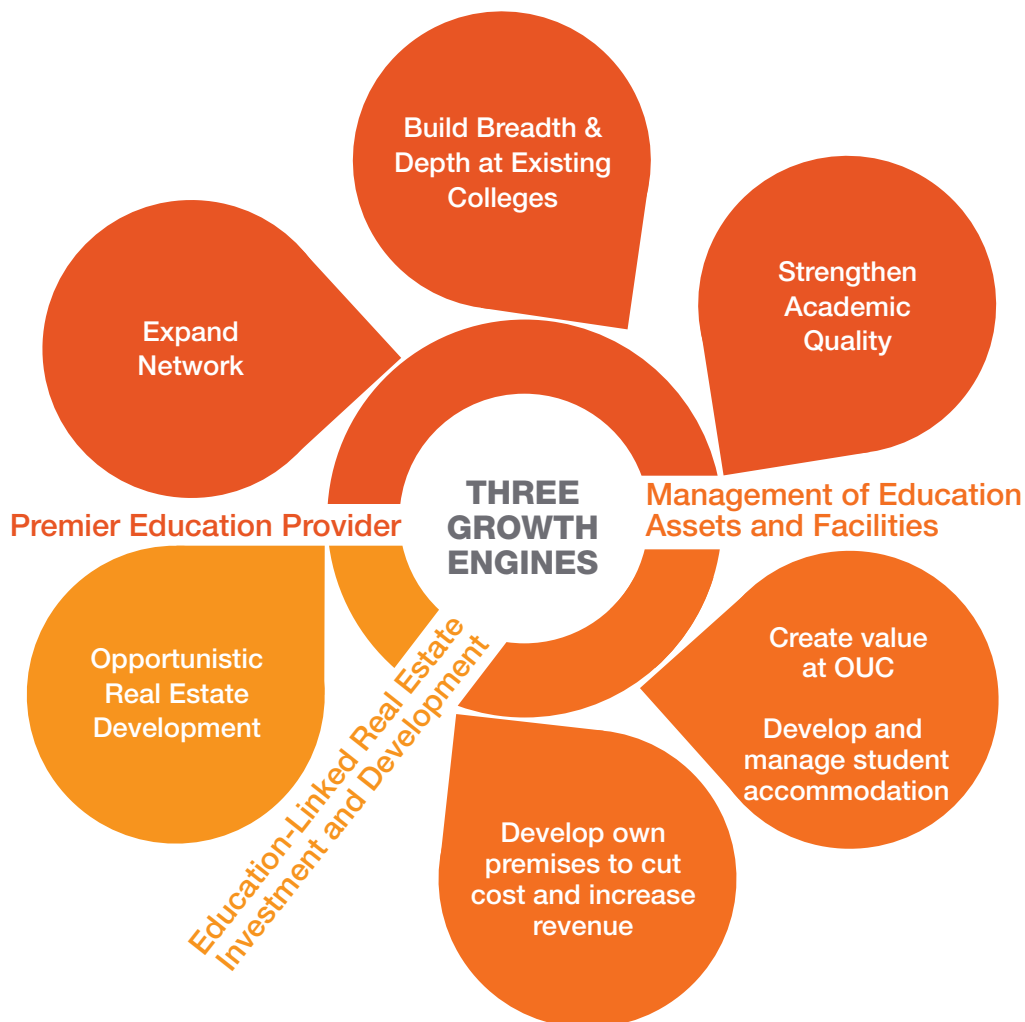 Build Breadth &
Depth at Existing
Colleges
Strengthen
Academic
Quality
Expand
Network
THREE
GROWTH
ENGINES
Premier Education Provider
Management of Education
Assets and Facilities
Create value
at OUC
Develop and
manage student
accommodation
Opportunistic
Real Estate
Development
Education-Linked Real Estate
Investment and Development
Develop own
premises to cut
cost and increase
revenue